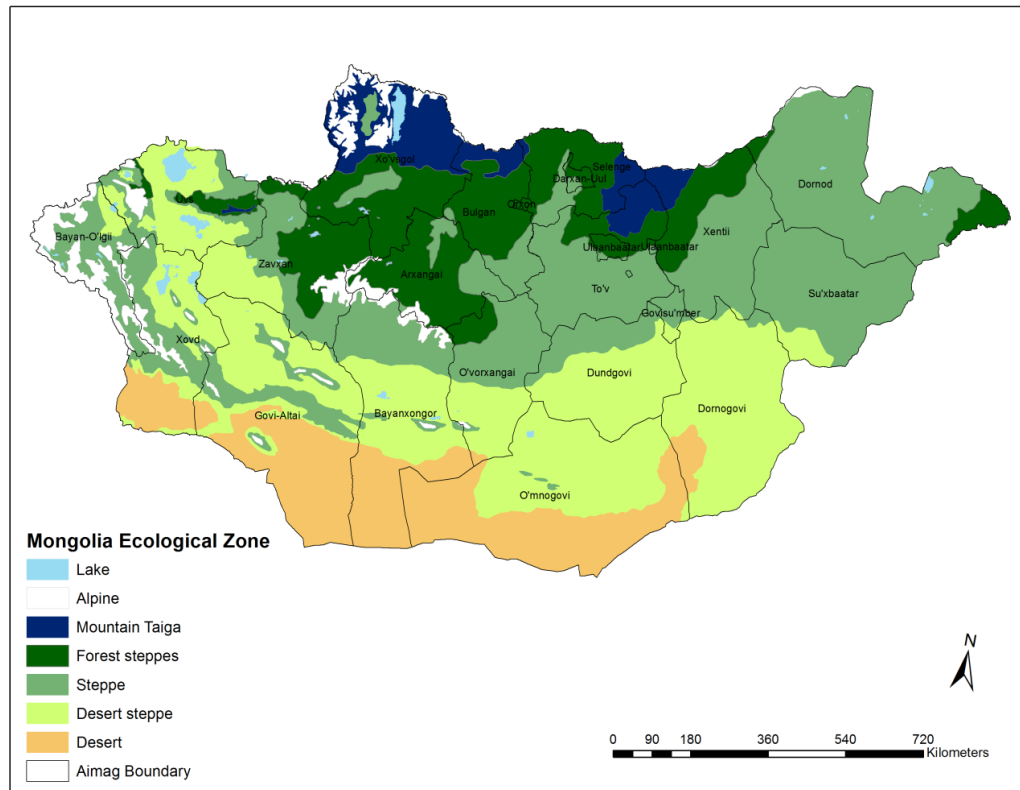 Xo'vsgol
Selenge
Darxan-Uul
Uvs
Dornod
Bulgan
Orxon
Bayan-O'lgii
Xentii
Ulaanbaatar
Ulaanbaatar
Zavxan
Arxangai
To'v
Su'xbaatar
Govisu'mber
Xovd
O'vorxangai
Dundgovi
Dornogovi
Govi-Altai
Bayanxongor
O'mnogovi
Mongolia Ecological Zone
Lake
Alpine
Mountain Taiga
Forest steppes
Steppe
Desert steppe
Desert
Aimag Boundary
N
0 90 180 360 540 720
Kilometers